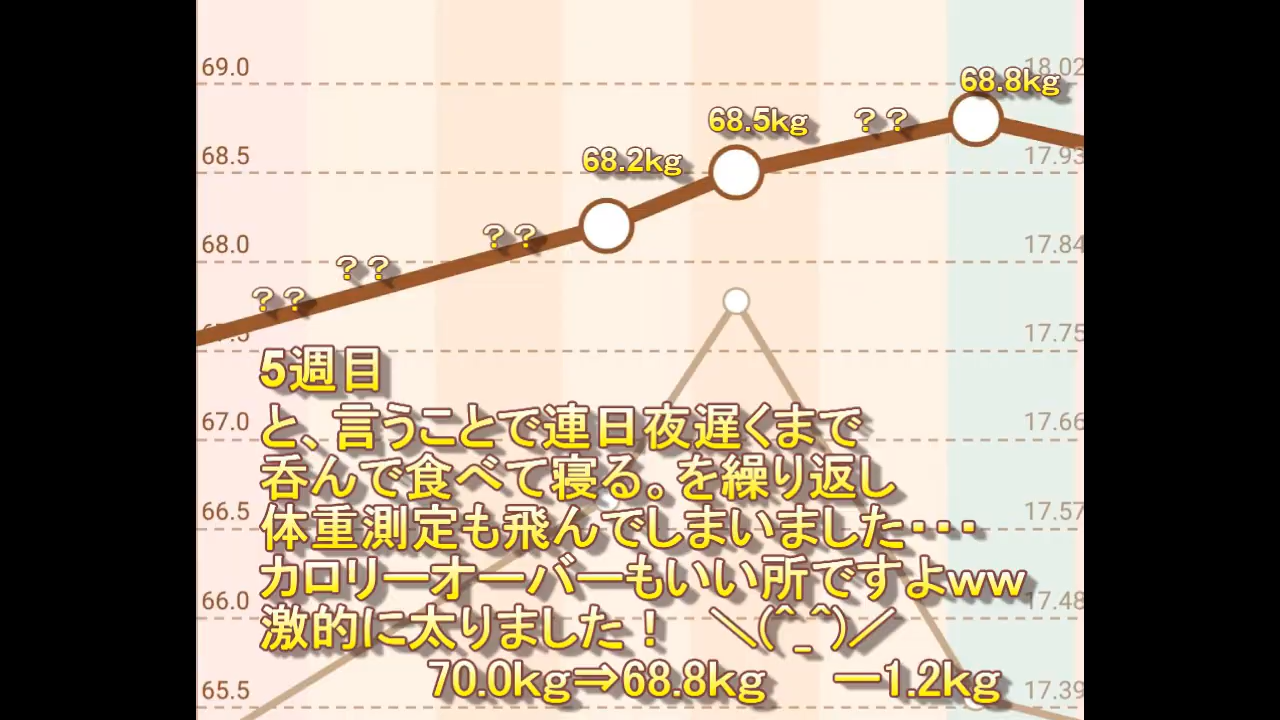 69.0
18.02
68.8kg
68.5kg
？？
68.5
17.93
68.2kg
？？
68.0
17.84
？？
？？
17.75
5週目
と、言うことで連日夜遅くまで
67.0
17.66
呑んで食べて寝る。を繰り返し
66.5
17.57
体重測定も飛んでしまいました・・・
カロリーオーバーもいい所ですよww
66.0
17.48
激的に太りました！　＼(^_^)／
70.0kg⇒68.8kg　ー1.2kg
65.5
17.39